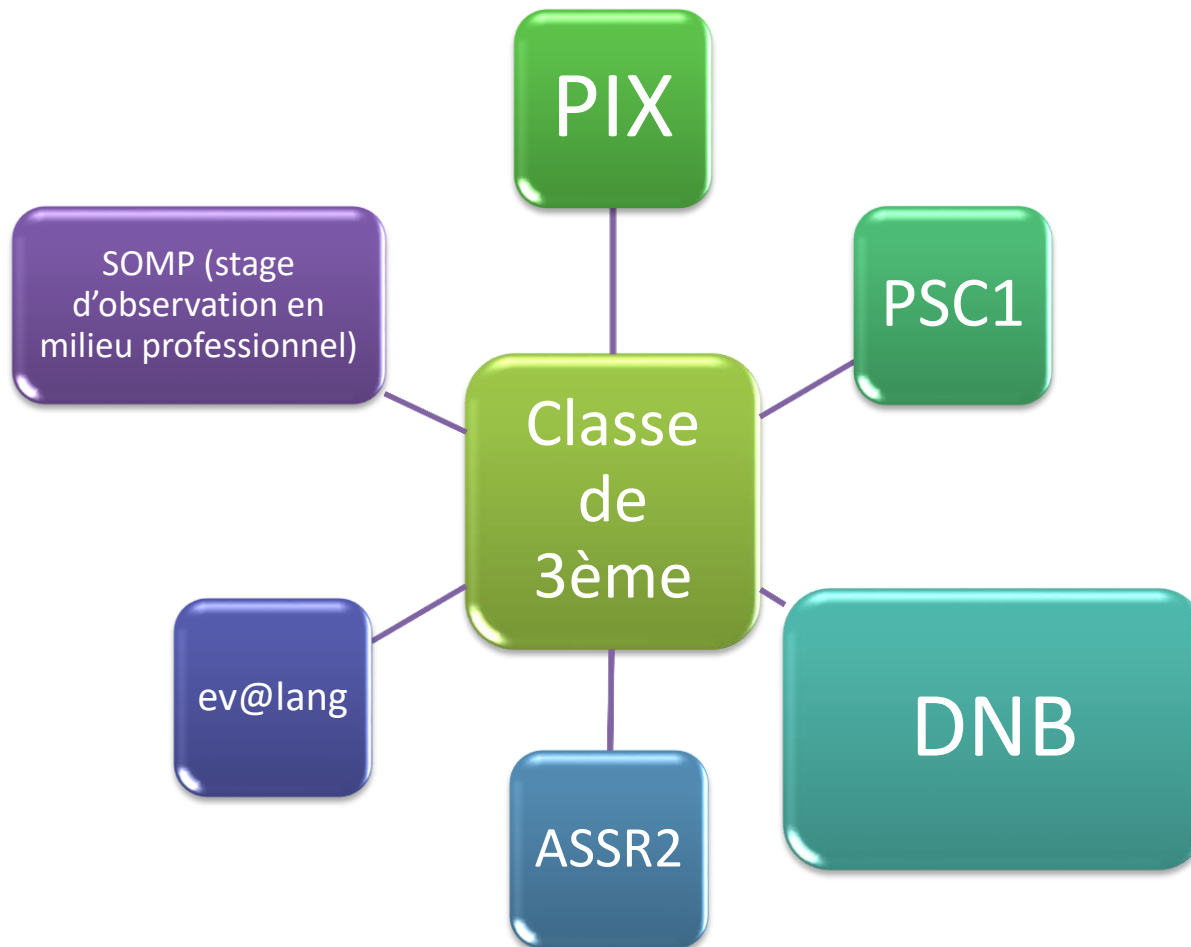 PIX
SOMP (stage
d’observation en
milieu professionnel)
PSC1
Classe
de
3ème
ev@lang
DNB
ASSR2